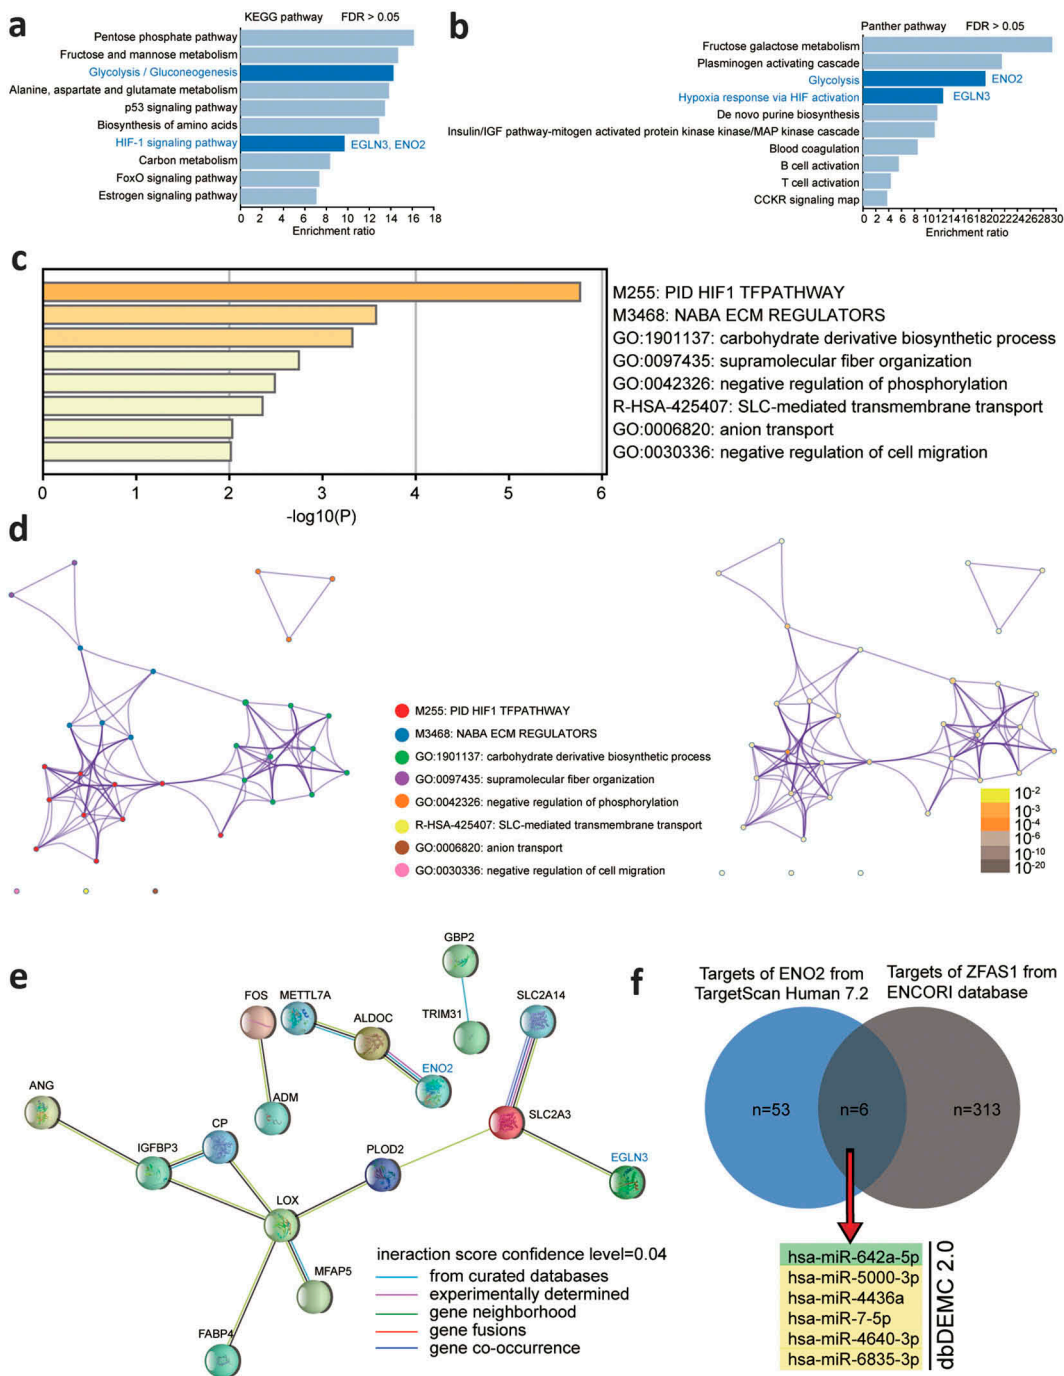 a
KEGG pathway FDR > 0.05
Pentose phosphate pathway
Fructose and mannose metabolism
Glycolysis / Gluconeogenesis
Alanine, aspartate and glutamate metabolism
p53 signaling pathway
Biosynthesis of amino acids
HIF-1 signaling pathway EGLN3, ENO2
Carbon metabolism
FoxO signaling pathway
Estrogen signaling pathway
0 2 4 6 8 10 12 14 16 18
Enrichment ratio
b
Panther pathway FDR > 0.05
Fructose galactose metabolism
Plasminogen activating cascade
Glycolysis ENO2
Hypoxia response via HIF activation EGLN3
De novo purine biosynthesis
Insulin/IGF pathway-mitogen activated protein kinase kinase/MAP kinase cascade
Blood coagulation
B cell activation
T cell activation
CCKR signaling map
0 2 4 6 8 10 12 14 16 18 20 22 24 26 28 30
Enrichment ratio
c
M255: PID HIF1 TFPATHWAY
M3468: NABA ECM REGULATORS
GO:1901137: carbohydrate derivative biosynthetic process
GO:0097435: supramolecular fiber organization
GO:0042326: negative regulation of phosphorylation
R-HSA-425407: SLC-mediated transmembrane transport
GO:0006820: anion transport
GO:0030336: negative regulation of cell migration
0 1 2 3 4 5 6
-log10(P)
d
M255: PID HIF1 TFPATHWAY
M3468: NABA ECM REGULATORS
GO:1901137: carbohydrate derivative biosynthetic process
GO:0097435: supramolecular fiber organization
GO:0042326: negative regulation of phosphorylation
R-HSA-425407: SLC-mediated transmembrane transport
GO:0006820: anion transport
GO:0030336: negative regulation of cell migration
10-2
10-3
10-4
10-6
10-10
10-20
e
GBP2
FOS
METTL7A
SLC2A14
ALDOC
TRIM31
ENO2
ANG
ADM
CP
SLC2A3
IGFBP3
PLOD2
EGLN3
LOX
MFAP5
FABP4
ineraction score confidence level=0.04
from curated databases
experimentally determined
gene neighborhood
gene fusions
gene co-occurrence
f
Targets of ENO2 from
TargetScan Human 7.2
Targets of ZFAS1 from
ENCORI database
n=53
n=6
n=313
hsa-miR-642a-5p
hsa-miR-5000-3p
hsa-miR-4436a
hsa-miR-7-5p
hsa-miR-4640-3p
hsa-miR-6835-3p
dbDEMC 2.0